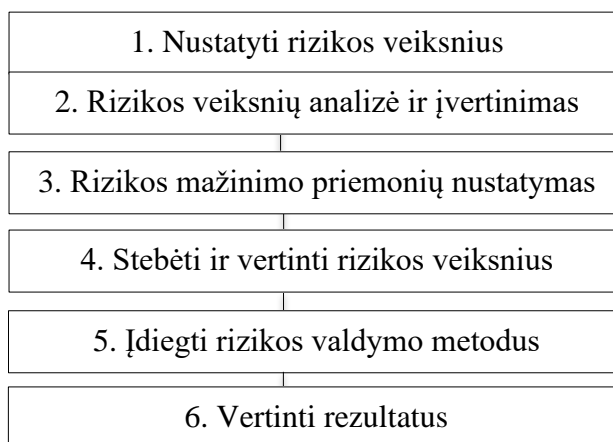 1. Nustatyti rizikos veiksnius
2. Rizikos veiksnių analizė ir įvertinimas
3. Rizikos mažinimo priemonių nustatymas
4. Stebėti ir vertinti rizikos veiksnius
5. Įdiegti rizikos valdymo metodus
6. Vertinti rezultatus